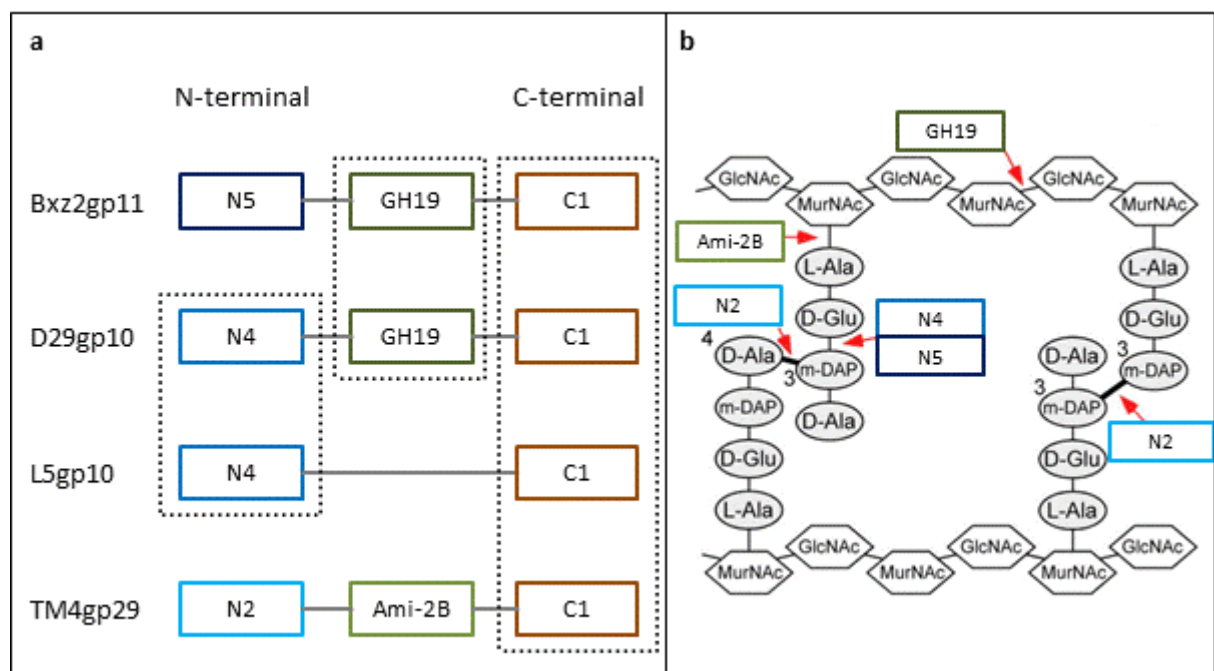 a
N-terminal C-terminal
Bxz2gp11 N5 GH19 C1
D29gp10 N4 GH19 C1
L5gp10 N4 C1
TM4gp29 N2 Ami-2B C1
b
GH19
GlcNAc MurNAc GlcNAc MurNAc GlcNAc MurNAc
Ami-2B
L-Ala L-Ala
N2 D-Glu N4 D-Glu
N5
4 D-Ala 3 m-DAP D-Ala 3 m-DAP
m-DAP D-Ala 3 m-DAP
N2
D-Glu D-Glu
L-Ala L-Ala
MurNAc GlcNAc MurNAc GlcNAc MurNAc GlcNAc